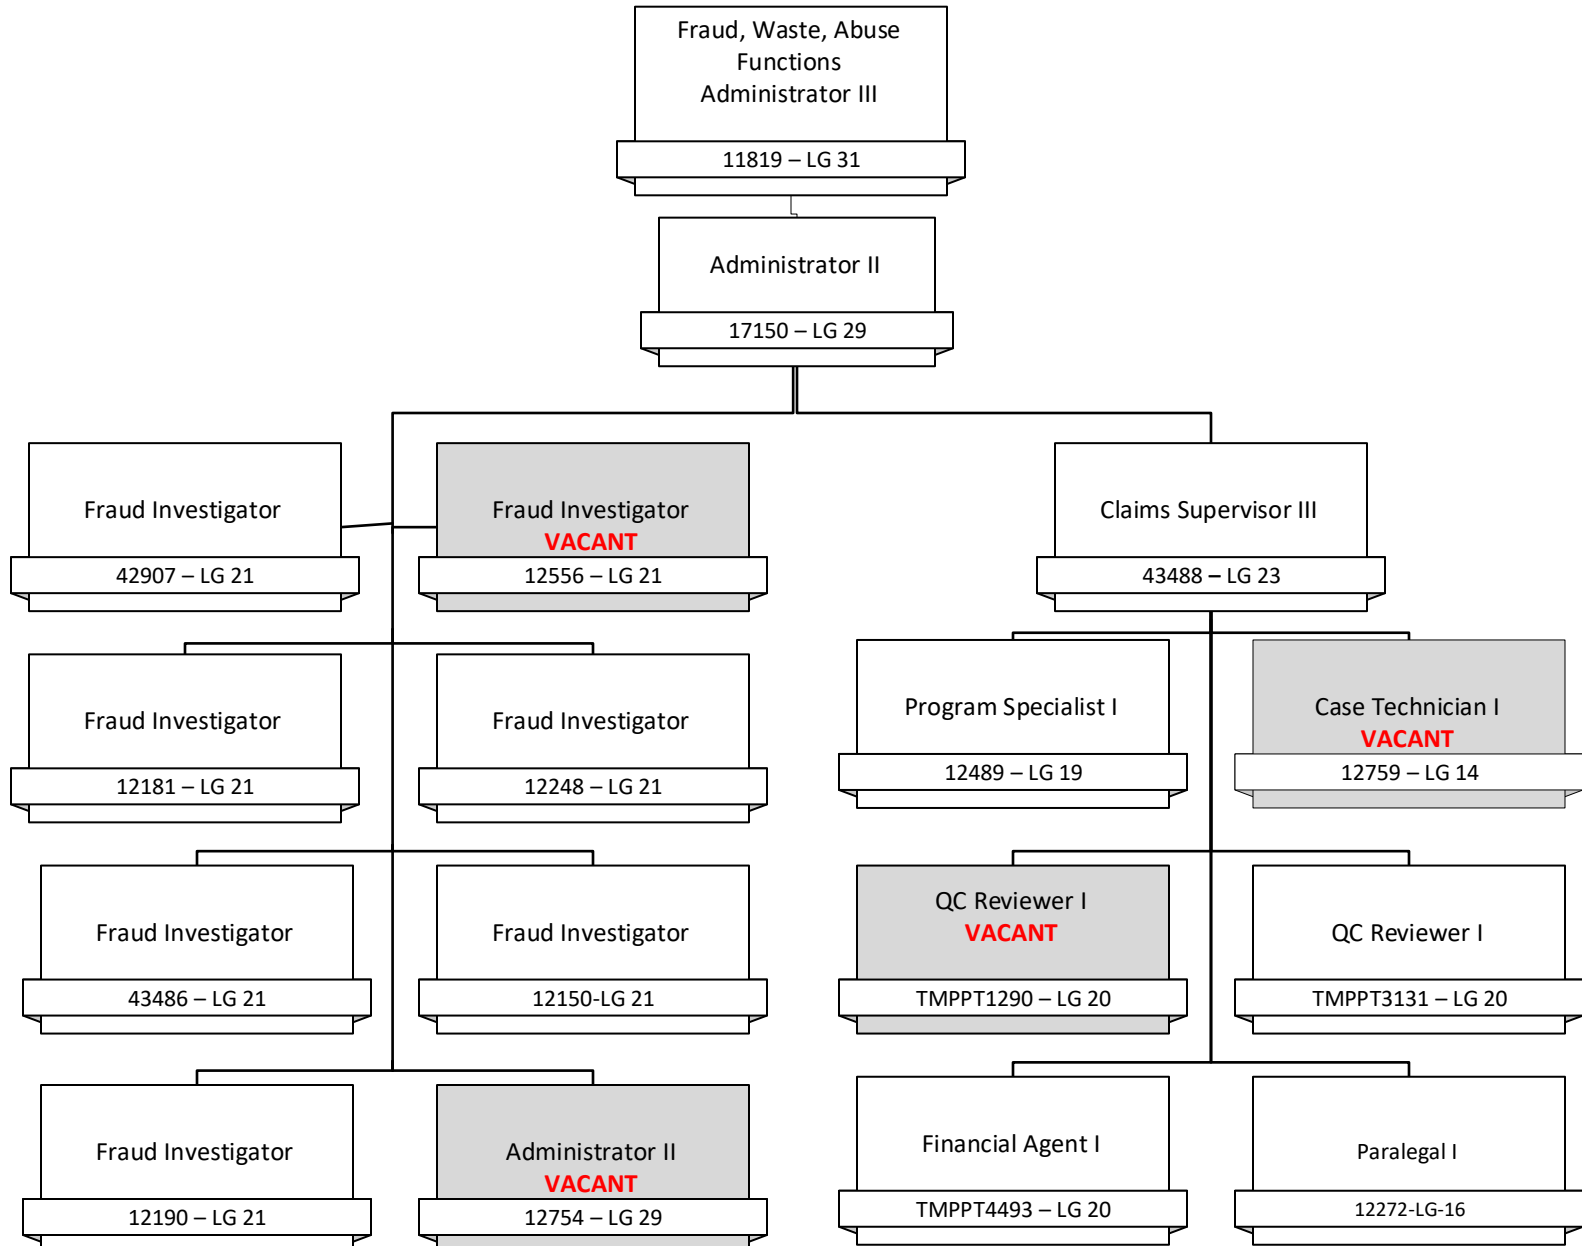 Fraud, Waste, Abuse
Functions
Administrator III
11819 – LG 31
Administrator II
17150 – LG 29
Fraud Investigator
42907 – LG 21
Fraud Investigator
VACANT
12556 – LG 21
Claims Supervisor III
43488 – LG 23
Fraud Investigator
12181 – LG 21
Fraud Investigator
12248 – LG 21
Program Specialist I
12489 – LG 19
Case Technician I
VACANT
12759 – LG 14
Fraud Investigator
43486 – LG 21
Fraud Investigator
12150-LG 21
QC Reviewer I
VACANT
TMPPT1290 – LG 20
QC Reviewer I
TMPPT3131 – LG 20
Fraud Investigator
12190 – LG 21
Administrator II
VACANT
12754 – LG 29
Financial Agent I
TMPPT4493 – LG 20
Paralegal I
12272-LG-16